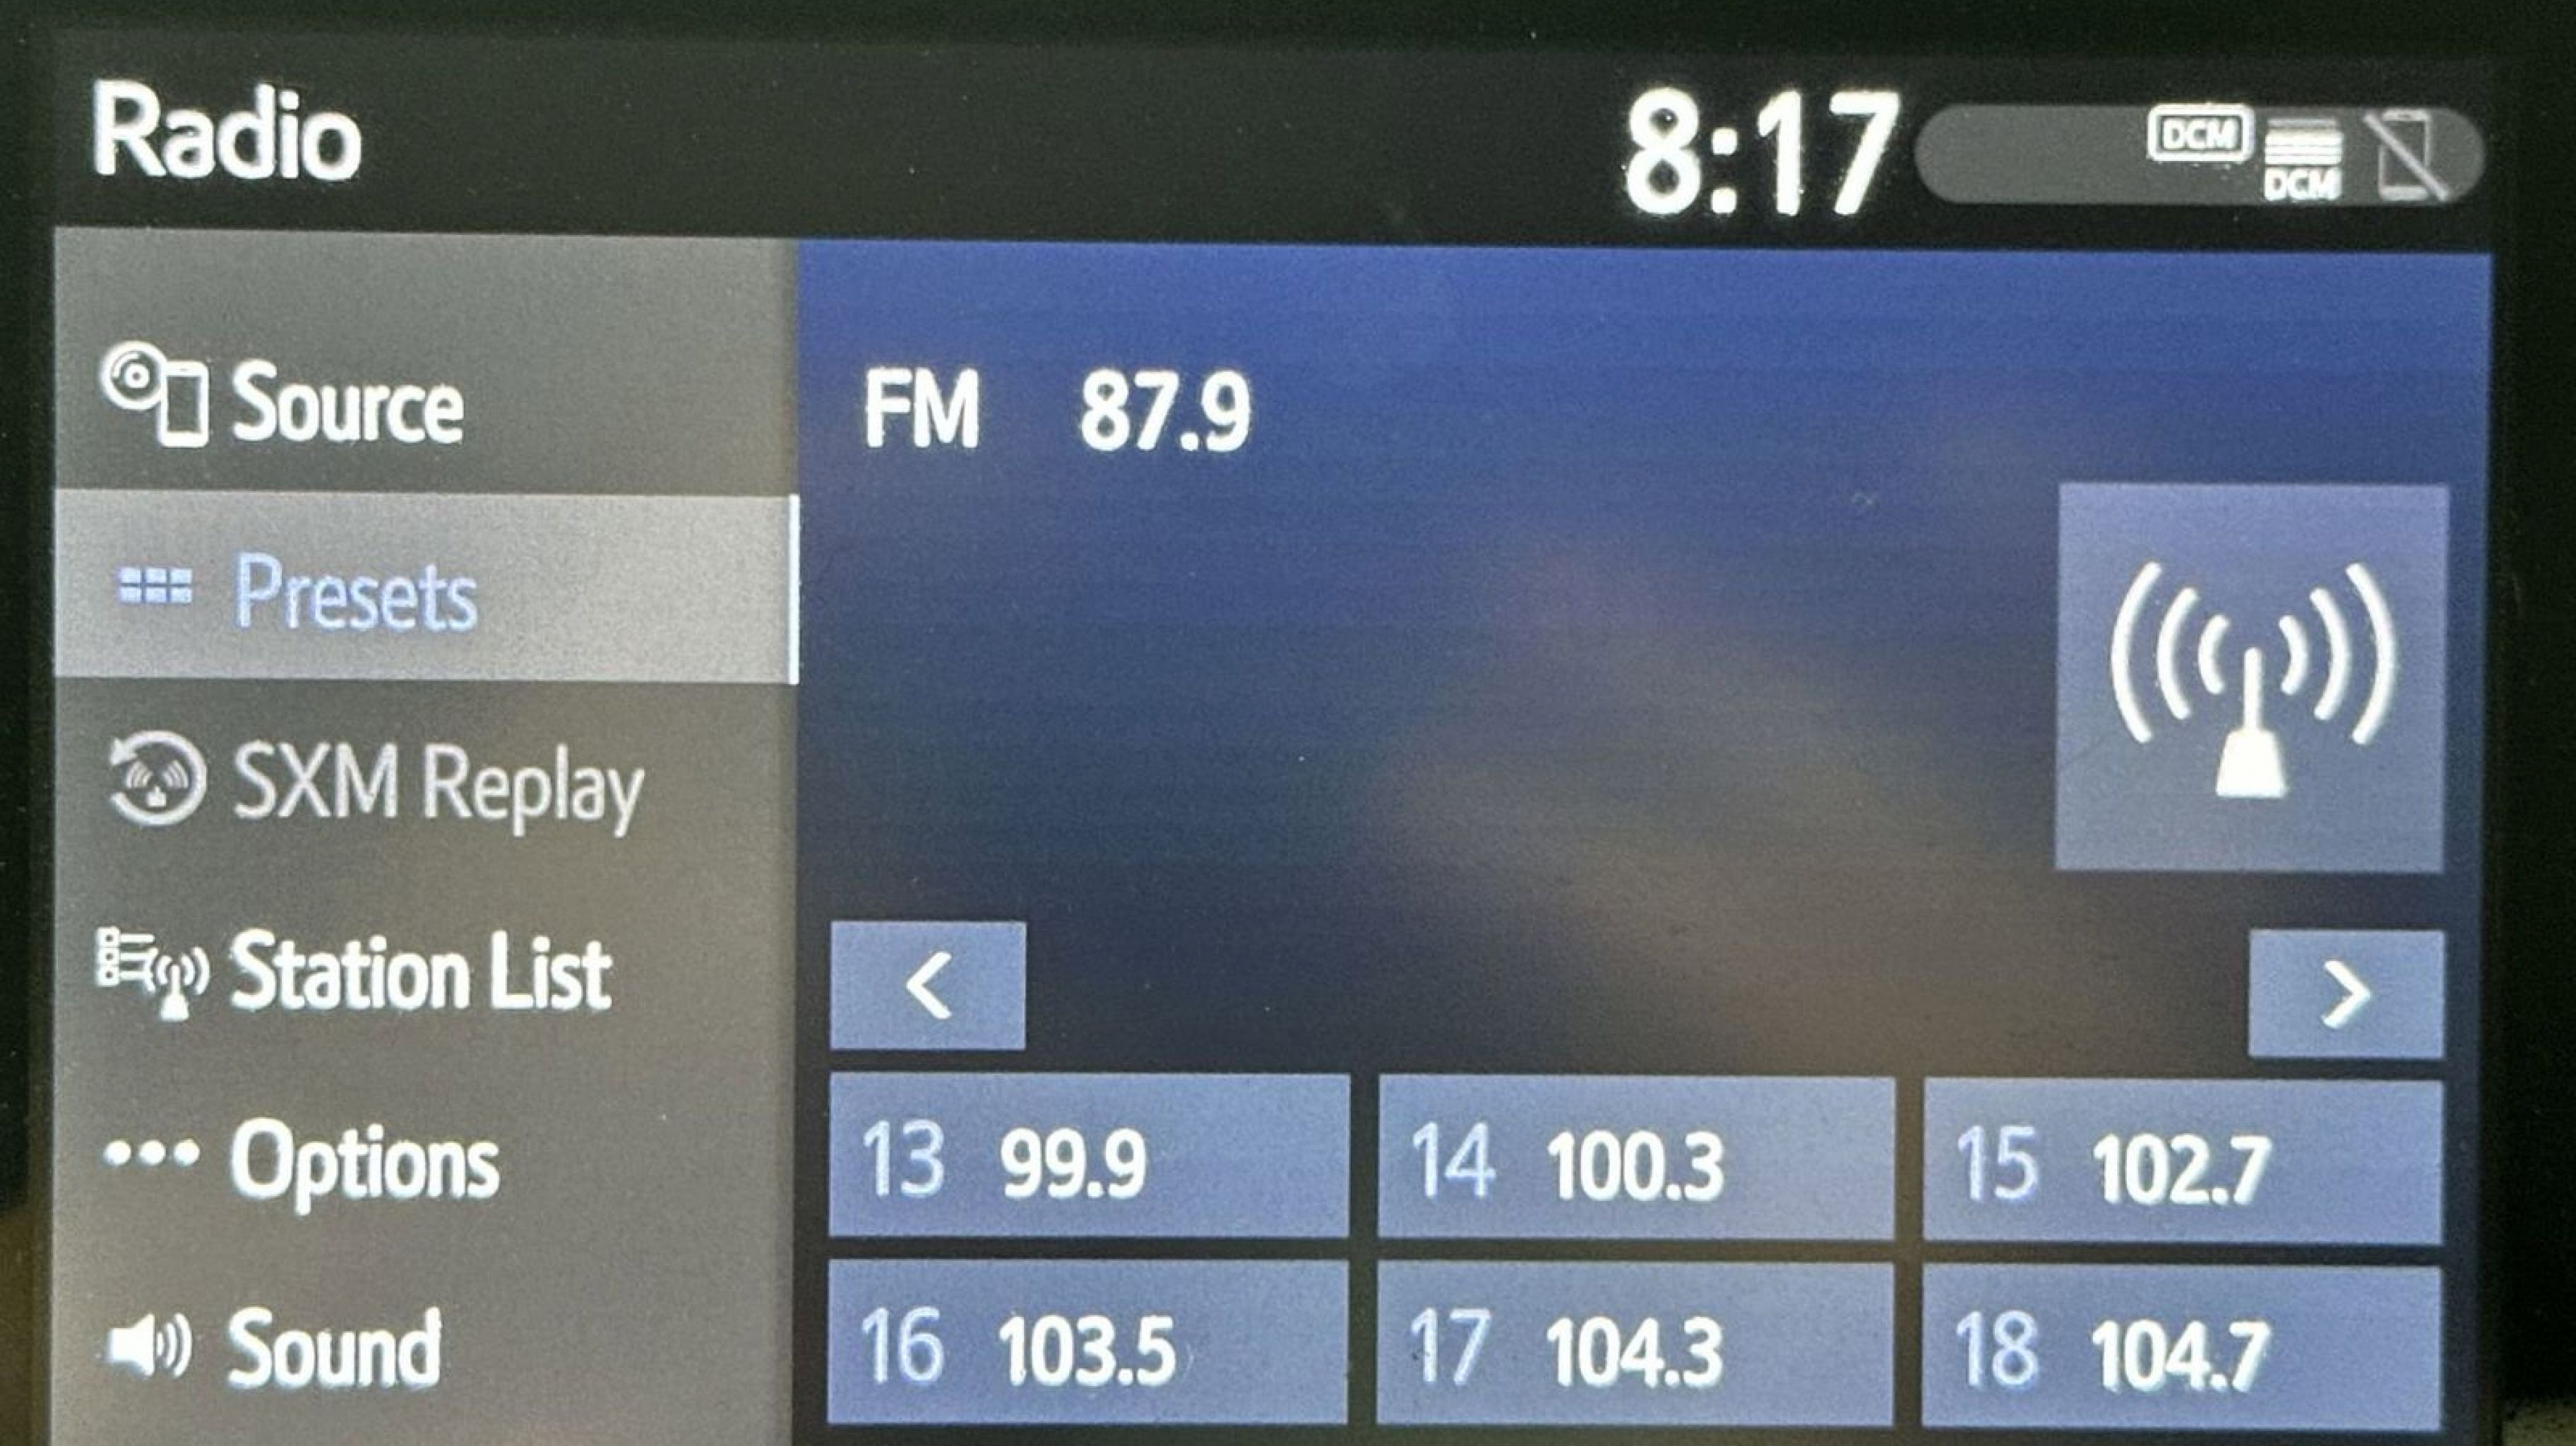 Radio 8:17 DCM
DCM
Source
FM 87.9
Presets
SXM Replay
Station List
Options
Sound
13 99.9 14 100.3 15 102.7
16 103.5 17 104.3 18 104.7